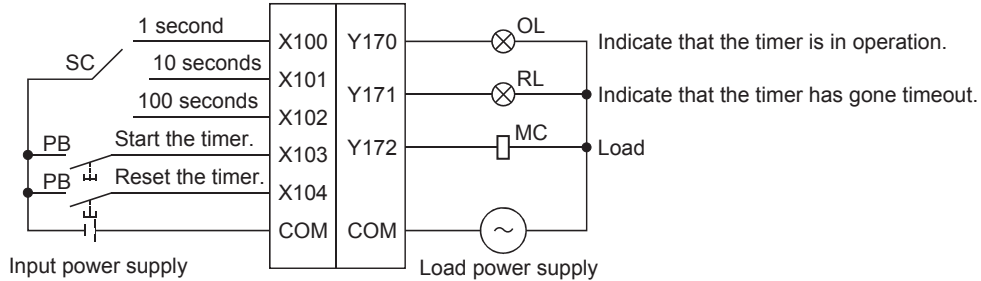 1 second
X100
Y170
OL
Indicate that the timer is in operation.
SC
10 seconds
X101
RL
Y171
Indicate that the timer has gone timeout.
100 seconds
X102
PB
Start the timer.
X103
Y172
MC
Load
PB
Reset the timer.
X104
COM
COM
Input power supply
Load power supply